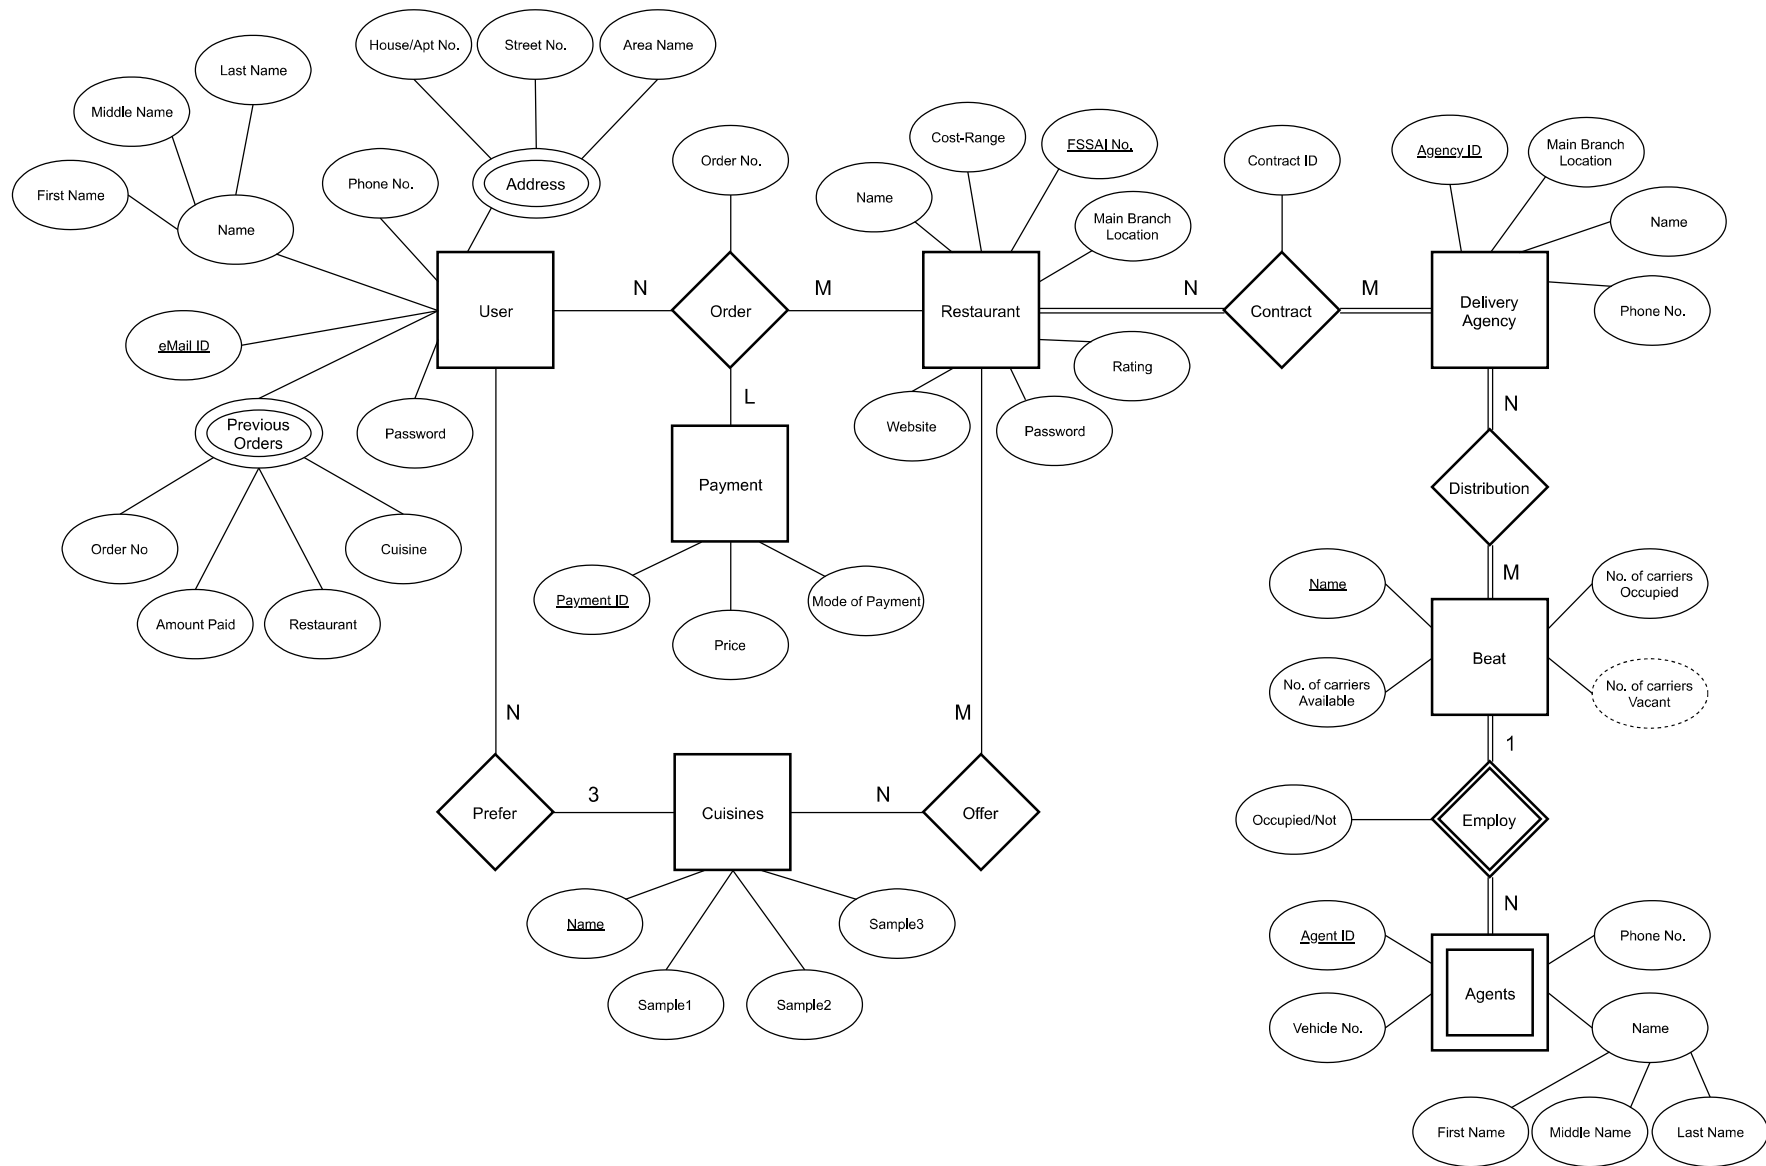 House/Apt No.
Street No.
Area Name
Last Name
Middle Name
First Name
Name
Phone No.
Address
Order No.
Cost-Range
FSSAI No.
Name
Main Branch
Location
Contract ID
Agency ID
Main Branch
Location
Name
Phone No.
User
N
Order
M
Restaurant
N
Contract
M
Delivery
Agency
eMail ID
Previous
Orders
Password
L
Website
Password
Rating
N
Payment
Distribution
Order No
Cuisine
Amount Paid
Restaurant
Payment ID
Mode of Payment
Price
M
Name
No. of carriers
Occupied
Beat
No. of carriers
Available
No. of carriers
Vacant
N
M
1
Prefer
3
Cuisines
N
Offer
Occupied/Not
Employ
Name
Sample3
Sample1
Sample2
N
Agent ID
Phone No.
Agents
Vehicle No.
Name
First Name
Middle Name
Last Name